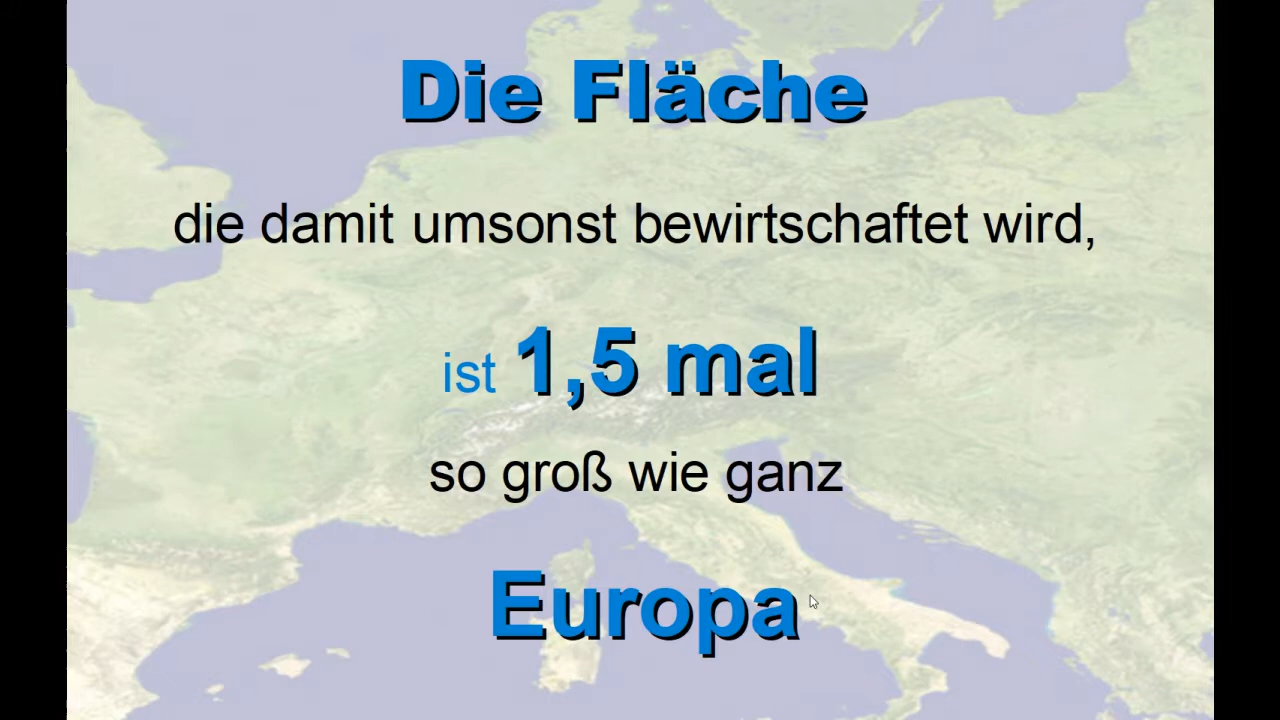 Die Fläche
die damit umsonst bewirtschaftet wird,
ist 1,5 mal
so groß wie ganz
Europa